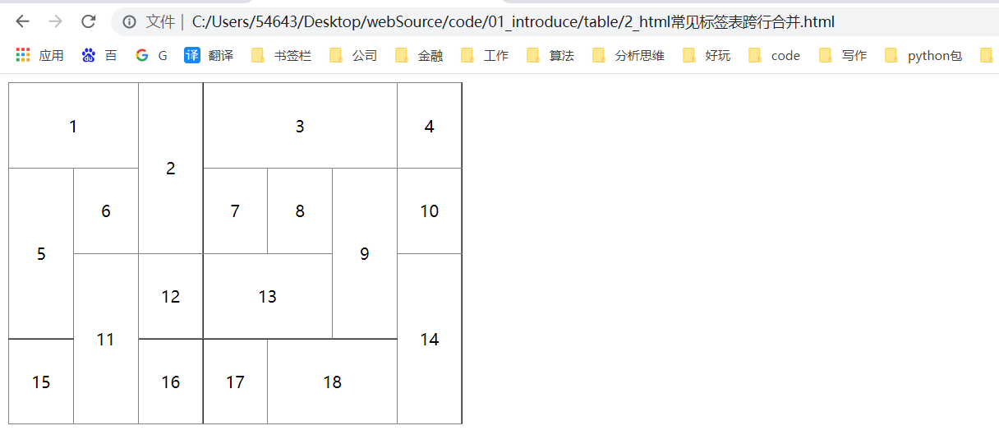 文件 | C:/Users/54643/Desktop/webSource/code/01_introduce/table/2_html常见标签表跨行合并.html
应用 百 G 译 翻译 书签栏 公司 金融 工作 算法 分析思维 好玩 code 写作 python包
1 3 4
2
6 7 8 10
5 9
12 13
11 14
15 16 17 18